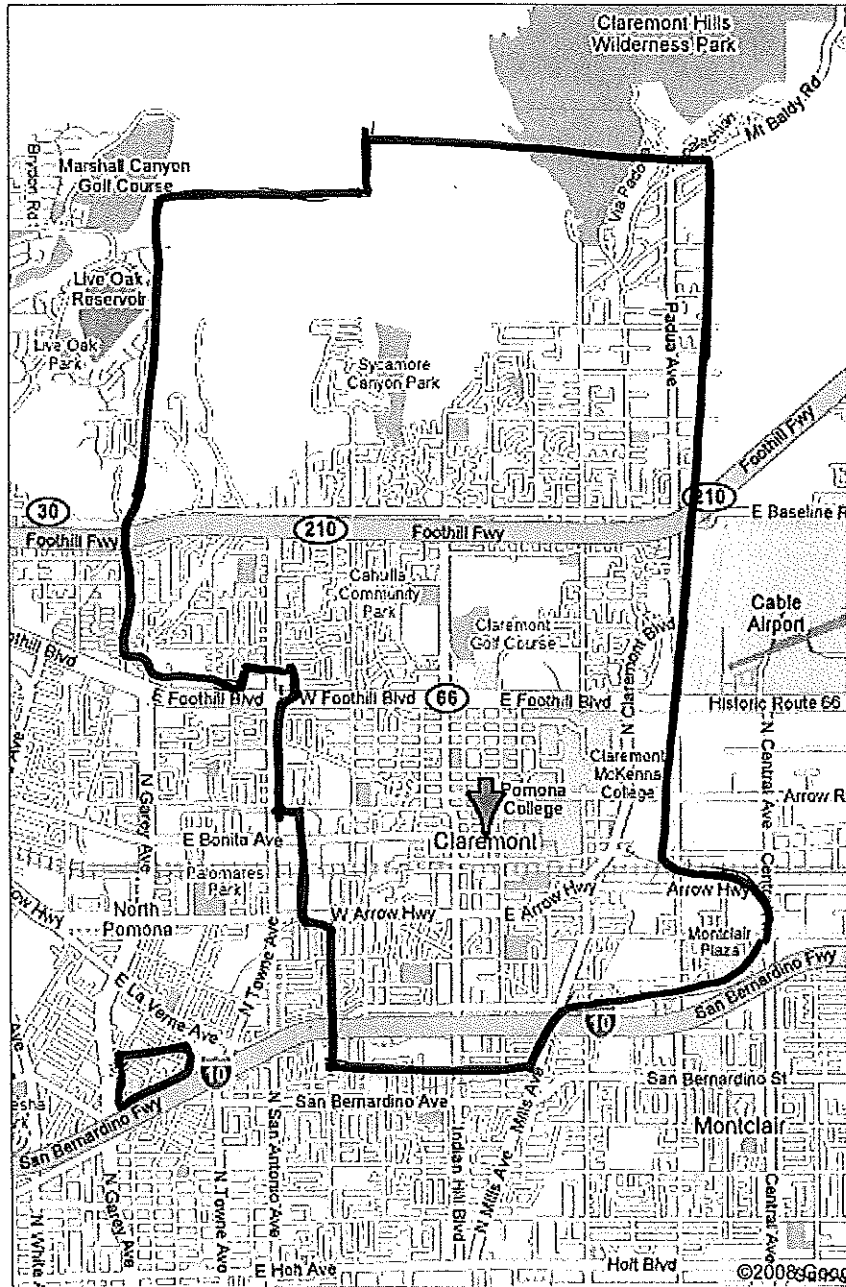 Claremont Hills
Wilderness Park
Mt Baldy Rd
Brydon Rd
Marshall Canyon
Golf Course
Via Padova
Live Oak
Reservoir
Padua Ave
Live Oak
Park
Sycamore
Canyon Park
Foothill Fwy
30
210
210
E Baseline R
Foothill Fwy
Foothill Fwy
Cahuilla
Community
Park
Claremont
Golf Course
Cable
Airport
othill Blvd
N Claremont Blvd
E Foothill Blvd
W Foothill Blvd
66
E Foothill Blvd
Historic Route 66
N Garey Ave
Claremont
McKenna
College
N Central Ave
Pomona
College
Arrow R
E Bonita Ave
Claremont
Palomares
Park
Centr
rrow Hwy
North
Pomona
W Arrow Hwy
E Arrow Hwy
Arrow Hwy
Montclair
Plaza
N Towne Ave
E La Verne Ave
San Bernardino Fwy
10
10
San Bernardino St
San Bernardino Ave
San Bernardino Fwy
Mills Ave
Montclair
N Garey Ave
N Towne Ave
N San Antonio Ave
Indian Hill Blvd
N Mills Ave
Central Ave
N White A
E Holt Ave
Holt Blvd
©2008 Goog